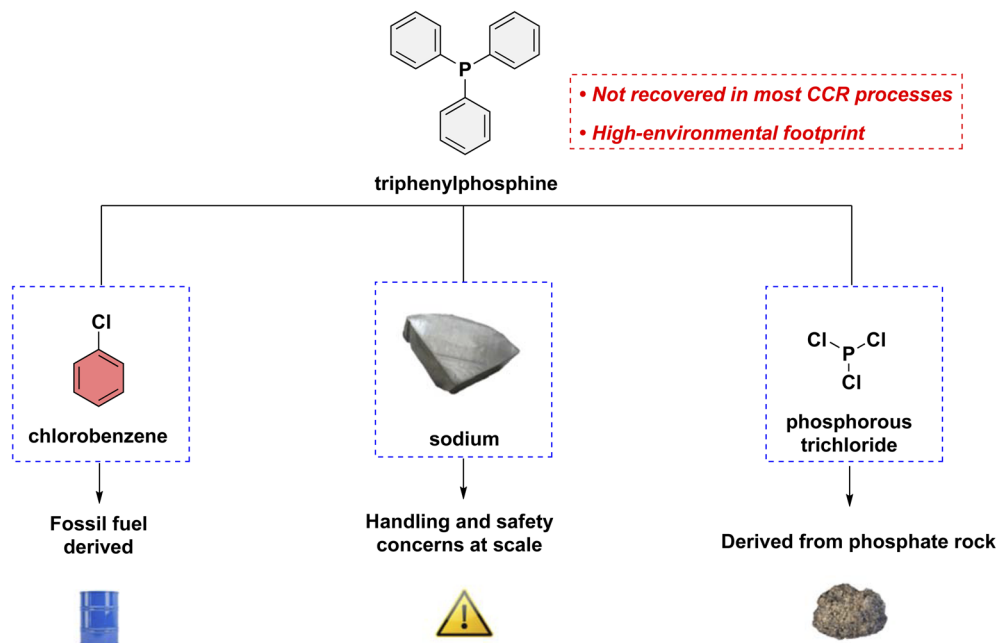 P
• Not recovered in most CCR processes
• High-environmental footprint
triphenylphosphine
Cl
chlorobenzene
sodium
Cl Cl
P
Cl
phosphorous
trichloride
Fossil fuel
derived
Handling and safety
concerns at scale
Derived from phosphate rock
!